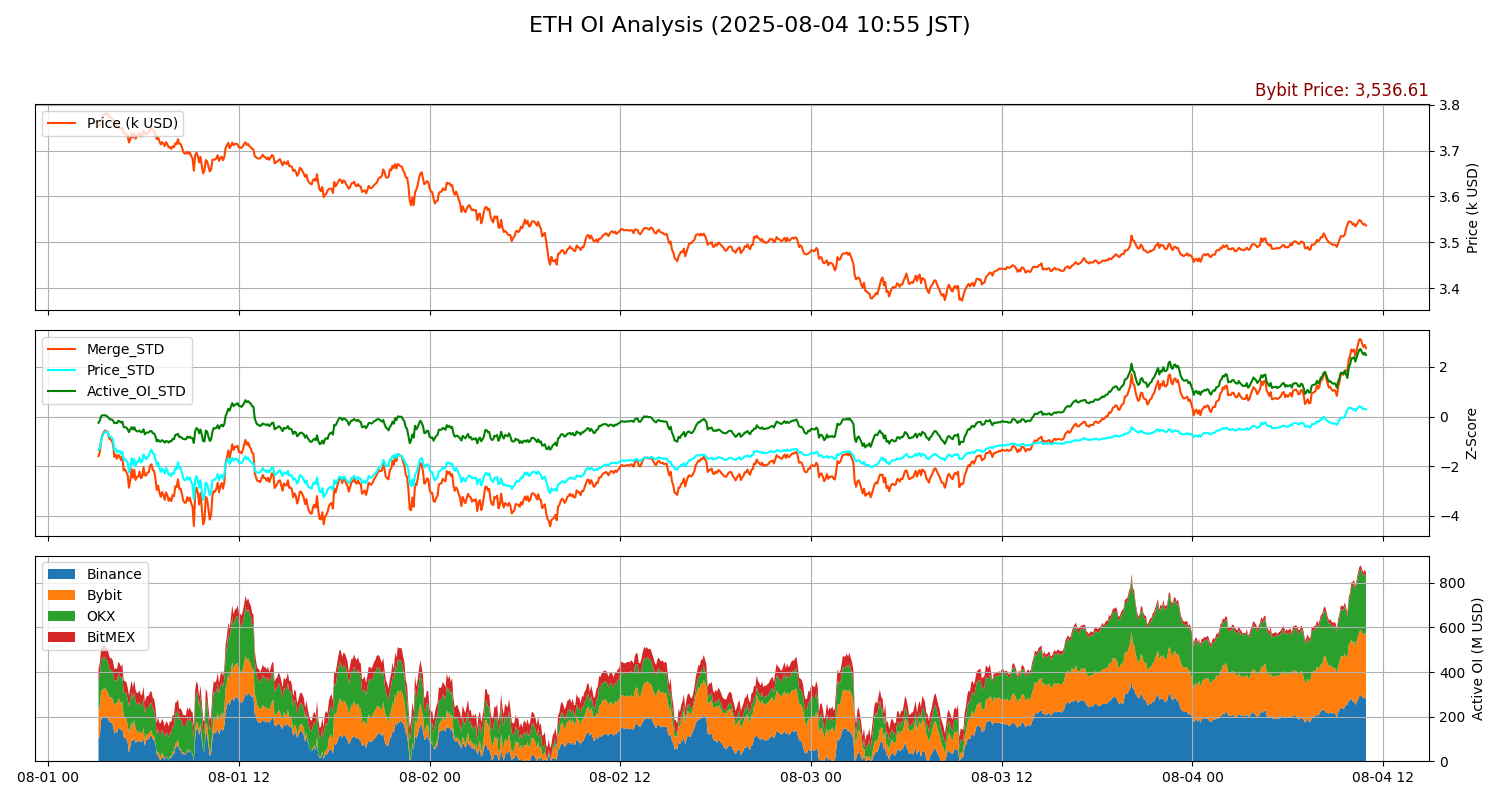 ETH OI Analysis (2025-08-04 10:55 JST)
Bybit Price: 3,536.61
Price (k USD)
3.8
3.7
3.6
3.5
3.4
Price (k USD)
Merge_STD
Price_STD
Active_OI_STD
2
0
−2
−4
Z-Score
Binance
Bybit
OKX
BitMEX
800
600
400
200
0
Active OI (M USD)
08-01 00
08-01 12
08-02 00
08-02 12
08-03 00
08-03 12
08-04 00
08-04 12